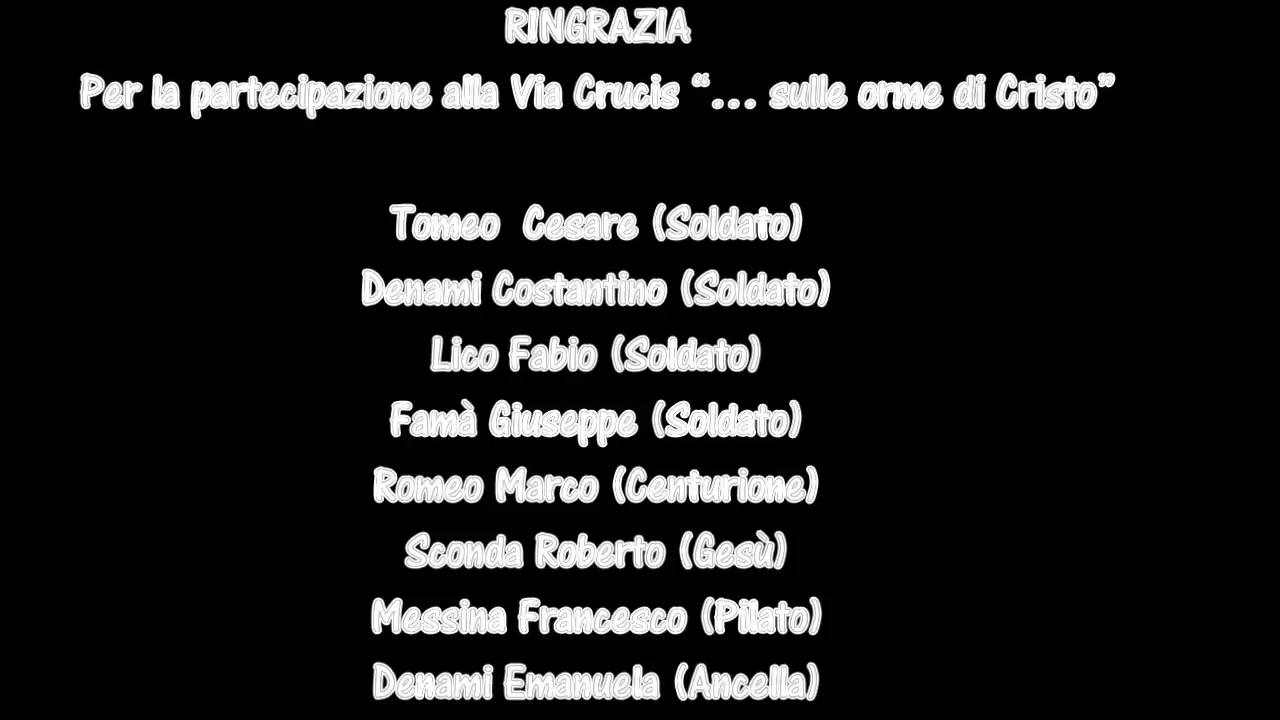 RINGRAZIA
Per la partecipazione alla Via Crucis “... sulle orme di Cristo”
Tomeo  Cesare (Soldato)
Denami Costantino (Soldato)
Lico Fabio (Soldato)
Famà Giuseppe (Soldato)
Romeo Marco (Centurione)
Sconda Roberto (Gesù)
Messina Francesco (Pilato)
Denami Emanuela (Ancella)